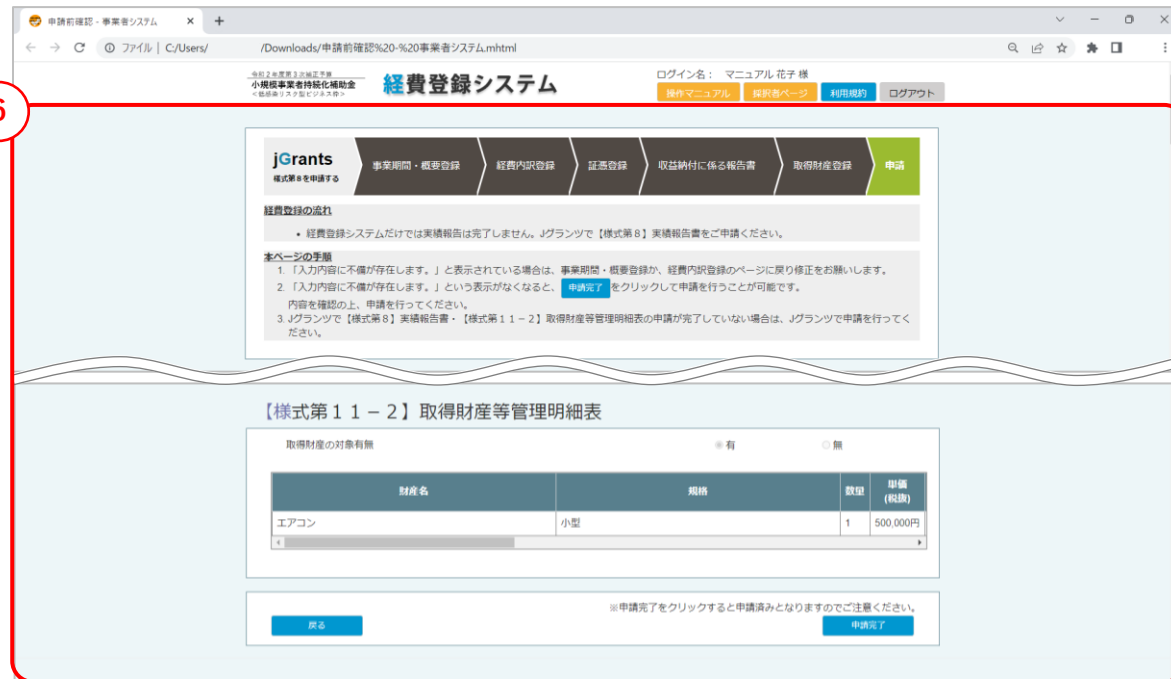 申請前確認 - 事業者システム
ファイル | C:/Users/ /Downloads/申請前確認%20-%20事業者システム.mhtml
令和2年度第3次補正予算
小規模事業者持続化補助金
<低感染リスク型ビジネス枠>
経費登録システム
ログイン名： マニュアル 花子 様
操作マニュアル 採択者ページ 利用規約 ログアウト
6
jGrants
様式第8を申請する
事業期間・概要登録 経費内訳登録 証憑登録 収益納付に係る報告書 取得財産登録 申請
経費登録の流れ
• 経費登録システムだけでは実績報告は完了しません。Jグランツで【様式第8】実績報告書をご申請ください。
本ページの手順
1. 「入力内容に不備が存在します。」と表示されている場合は、事業期間・概要登録か、経費内訳登録のページに戻り修正をお願いします。
2. 「入力内容に不備が存在します。」という表示がなくなると、 申請完了 をクリックして申請を行うことが可能です。
内容を確認の上、申請を行ってください。
3. Jグランツで【様式第8】実績報告書・【様式第11－2】取得財産等管理明細表の申請が完了していない場合は、Jグランツで申請を行ってく
ださい。
【様式第11－2】取得財産等管理明細表
取得財産の対象有無 有 無
財産名 規格 数量 単価
(税抜)
エアコン 小型 1 500,000円
※申請完了をクリックすると申請済みとなりますのでご注意ください。
戻る 申請完了